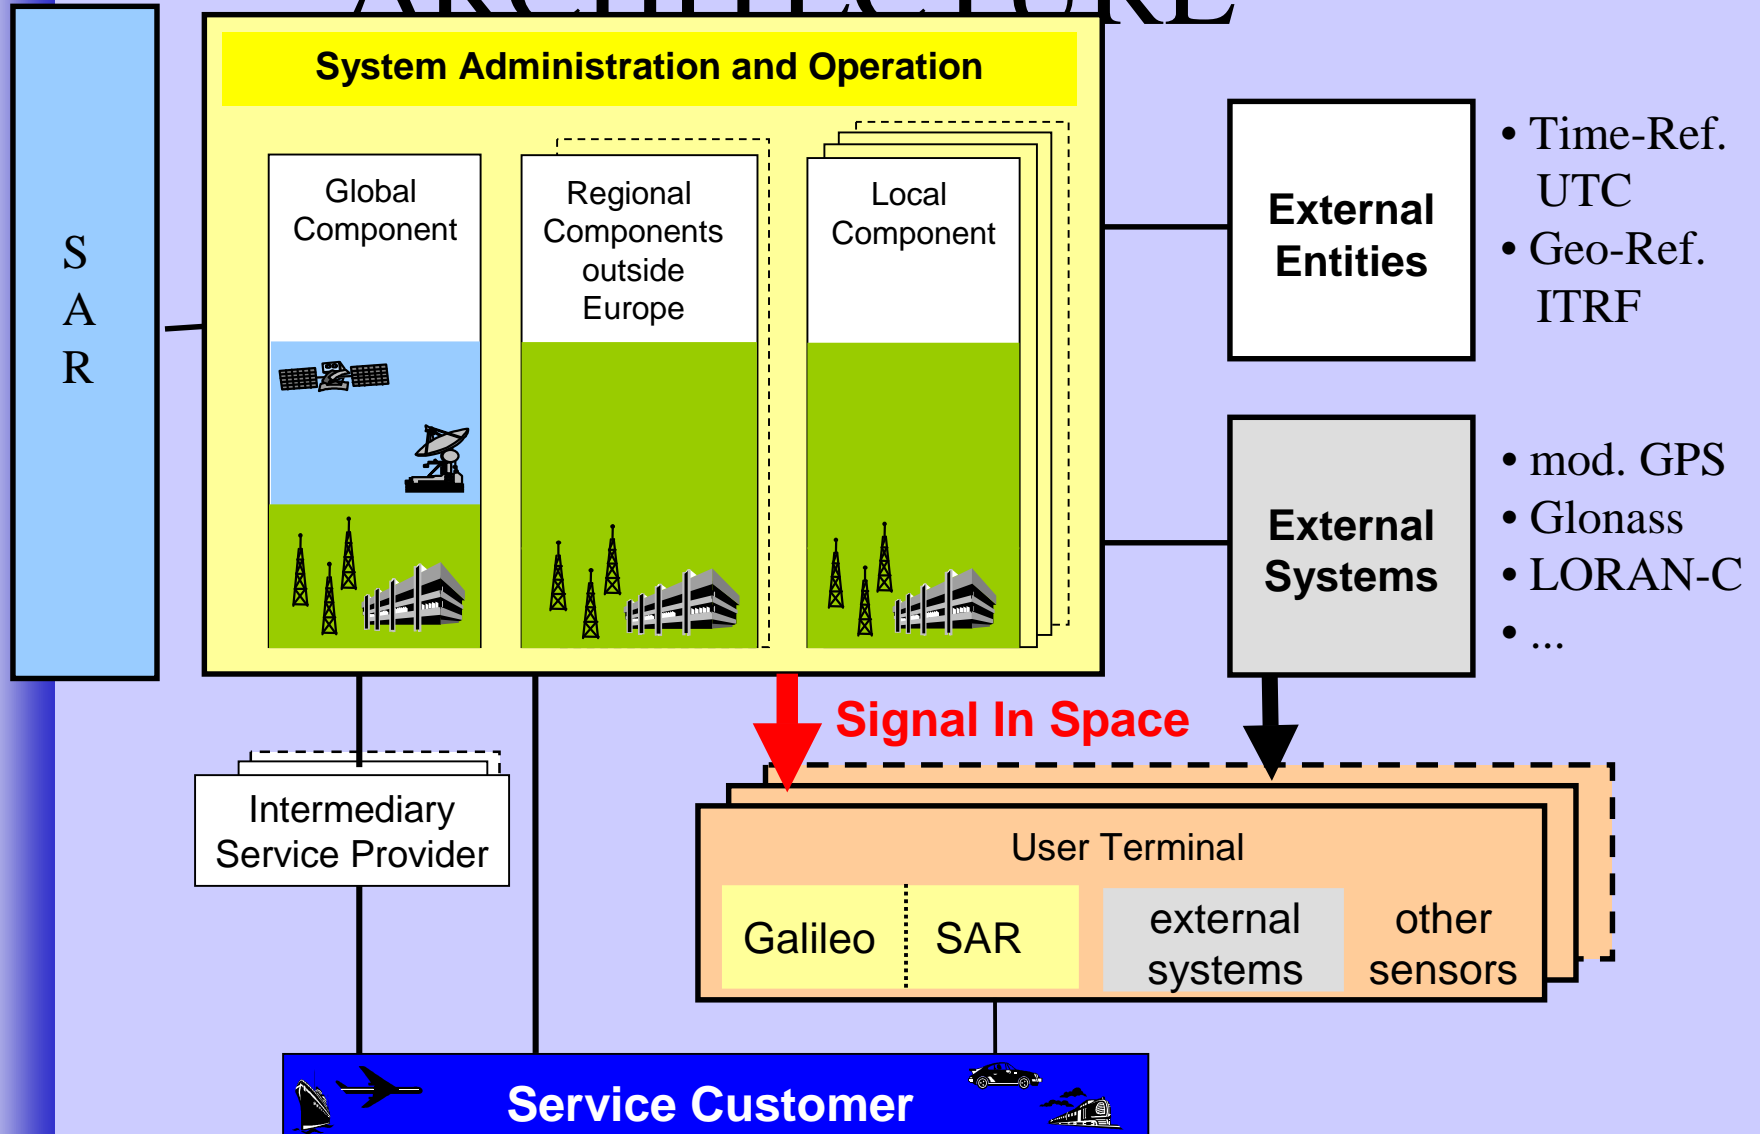 ARCHITECTURE
System Administration and Operation
S
A
R
Global
Component
Regional
Components
outside
Europe
Local
Component
External
Entities
• Time-Ref.
UTC
• Geo-Ref.
ITRF
External
Systems
• mod. GPS
• Glonass
• LORAN-C
• ...
Signal In Space
Intermediary
Service Provider
User Terminal
Galileo
SAR
external
systems
other
sensors
Service Customer